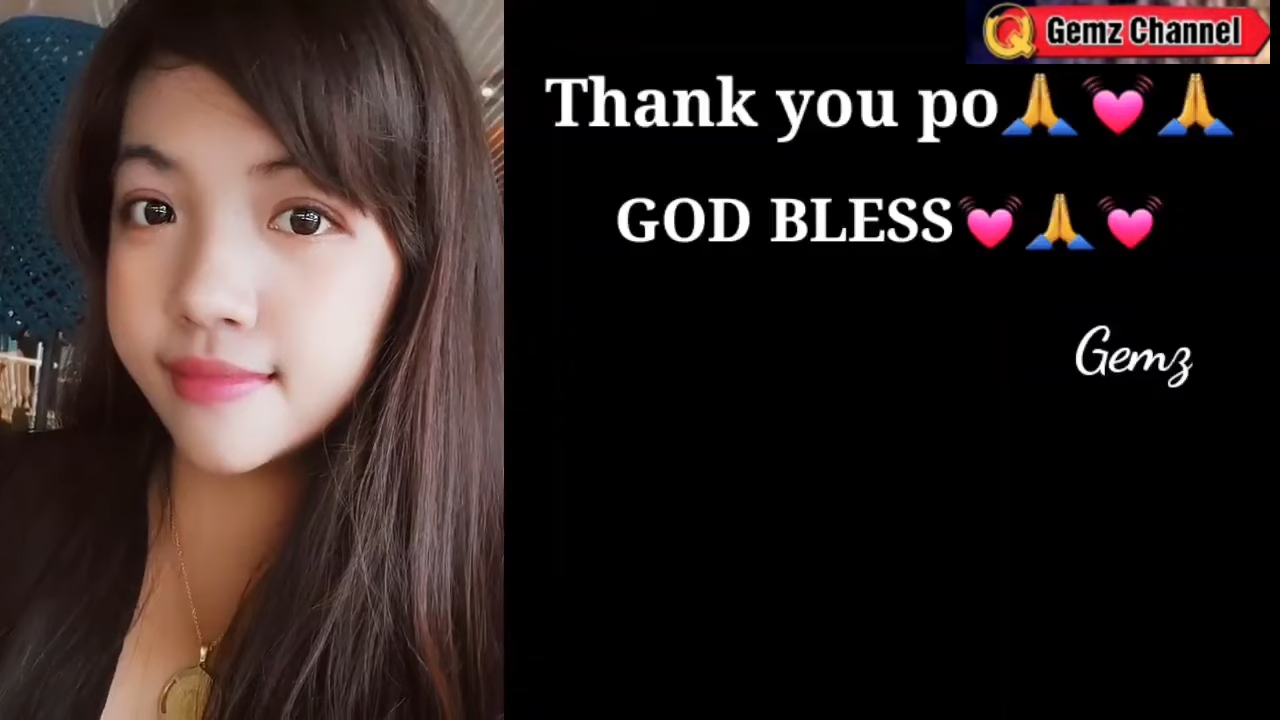 Gemz Channel
Thank you po🙏💓🙏
GOD BLESS💓🙏💓
Gemz